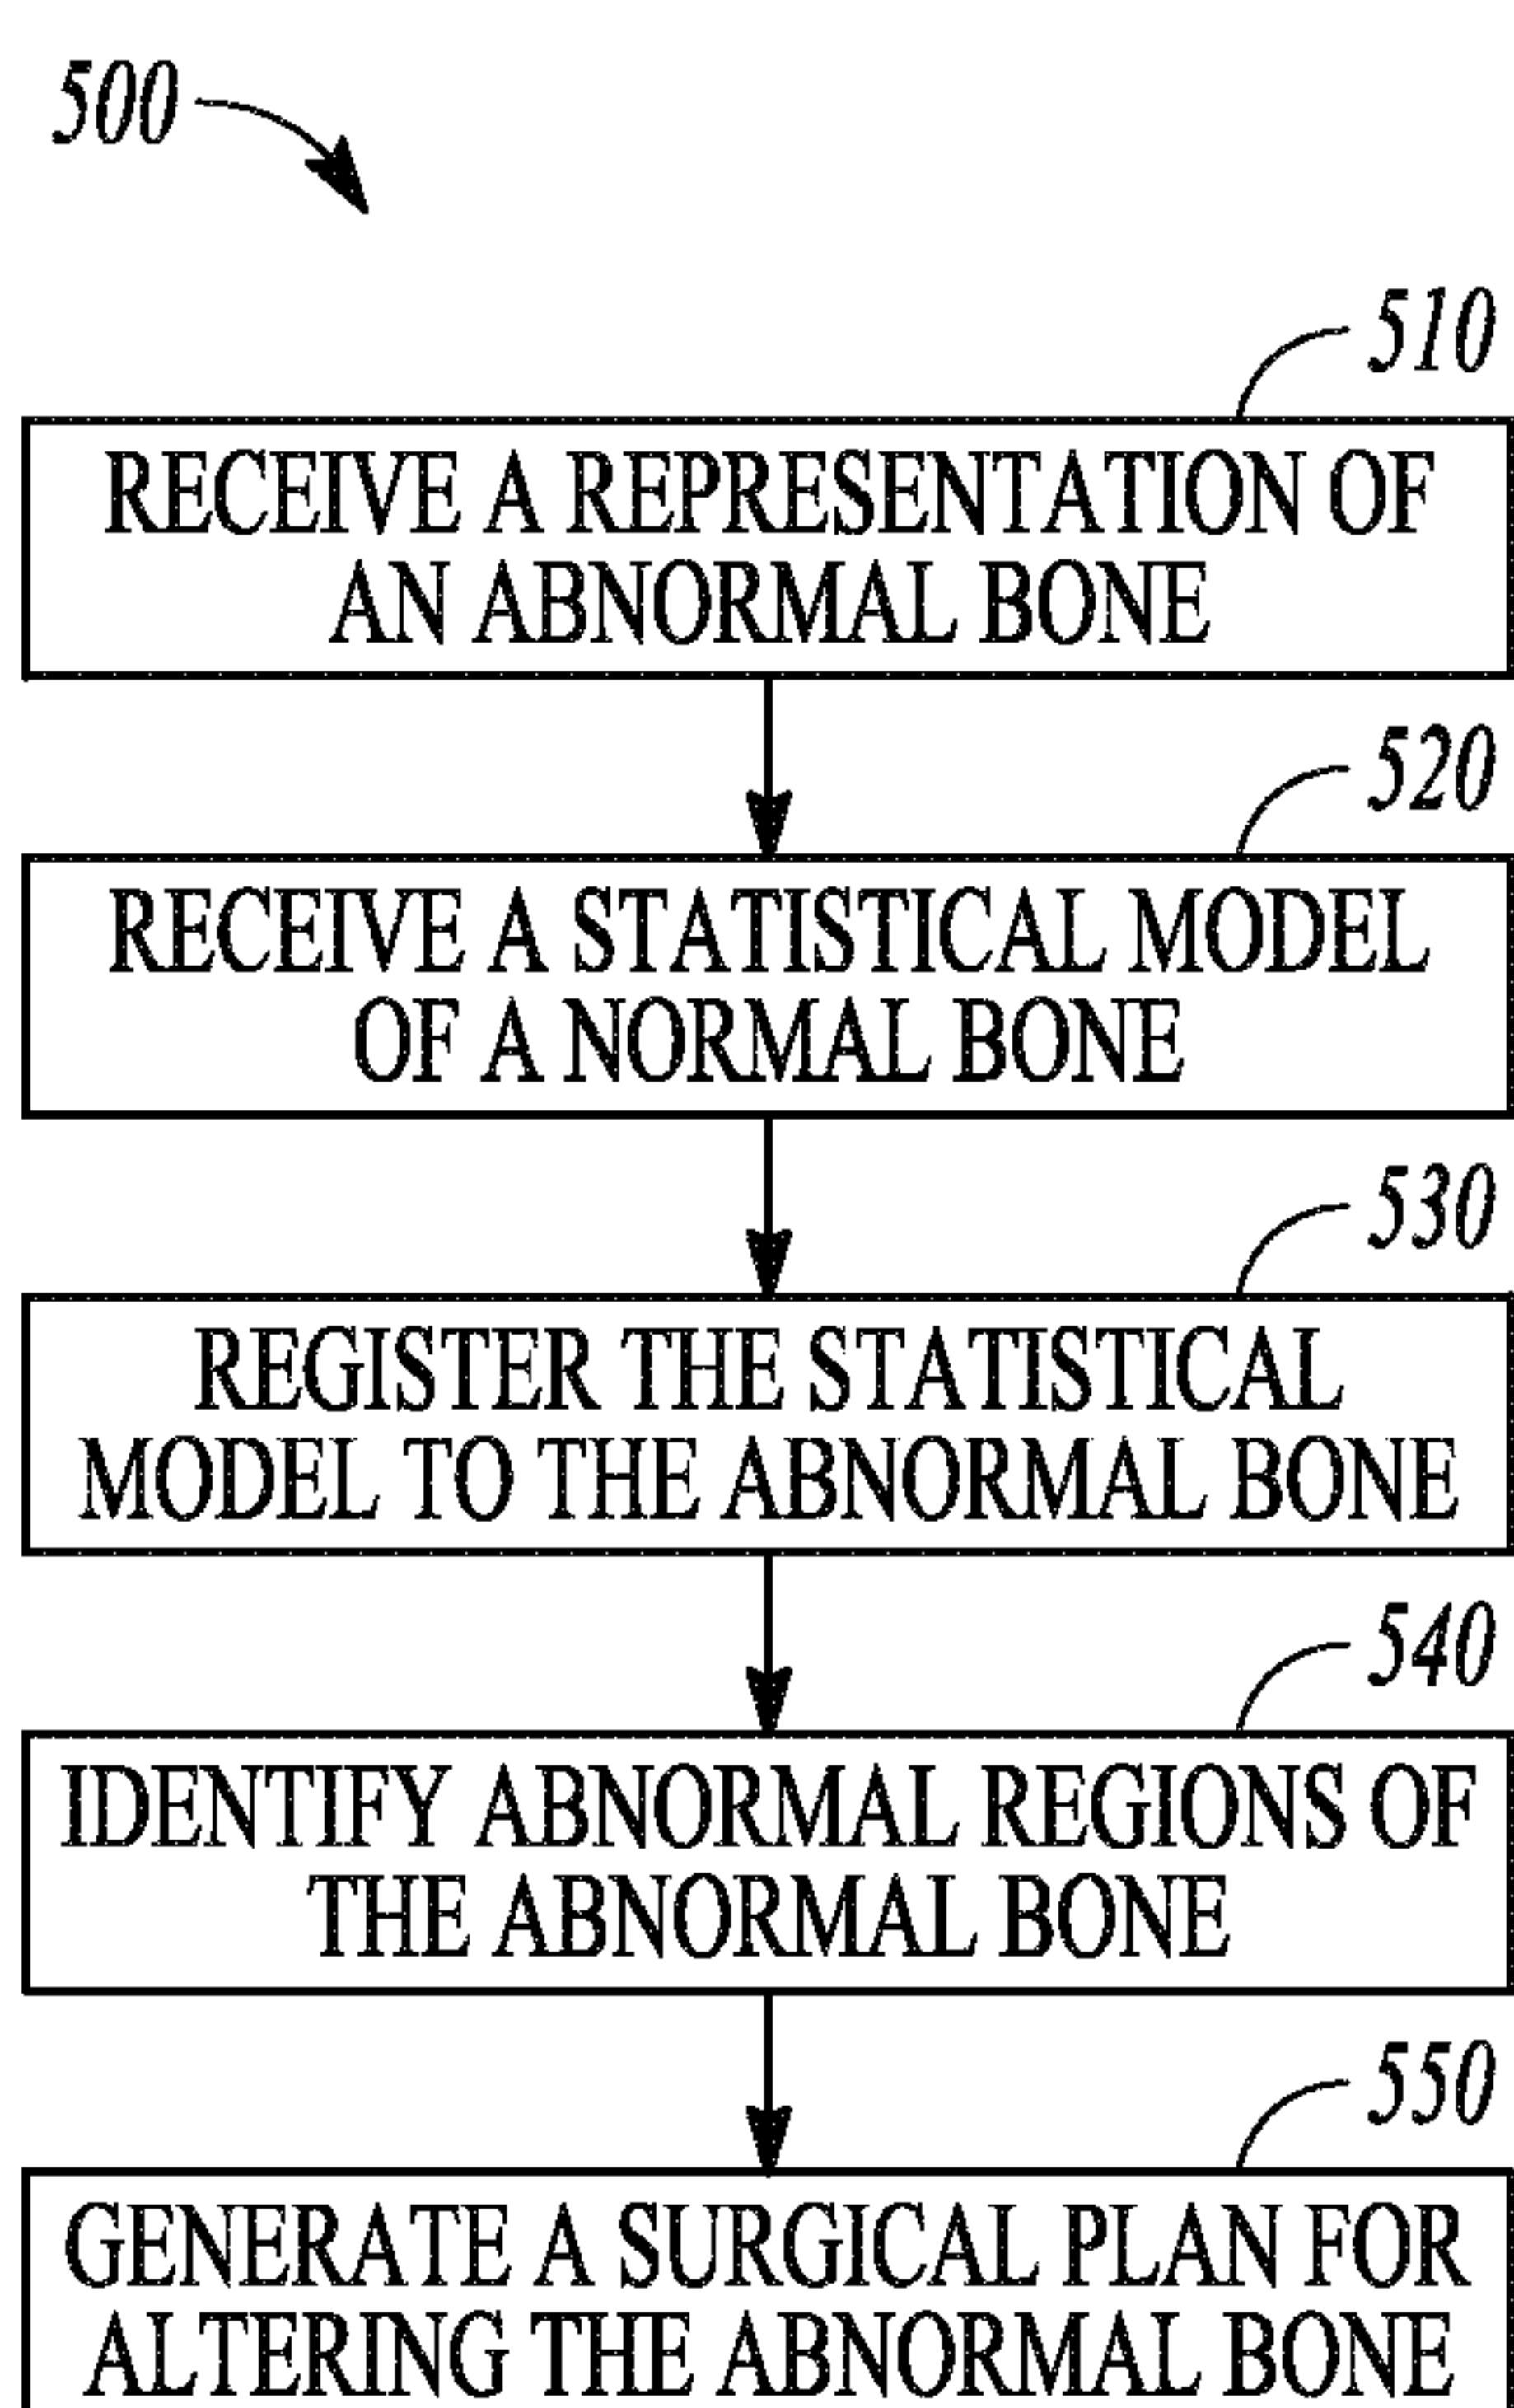 500
510
RECEIVE A REPRESENTATION OF
AN ABNORMAL BONE
520
RECEIVE A STATISTICAL MODEL
OF A NORMAL BONE
530
REGISTER THE STATISTICAL
MODEL TO THE ABNORMAL BONE
540
IDENTIFY ABNORMAL REGIONS OF
THE ABNORMAL BONE
550
GENERATE A SURGICAL PLAN FOR
ALTERING THE ABNORMAL BONE